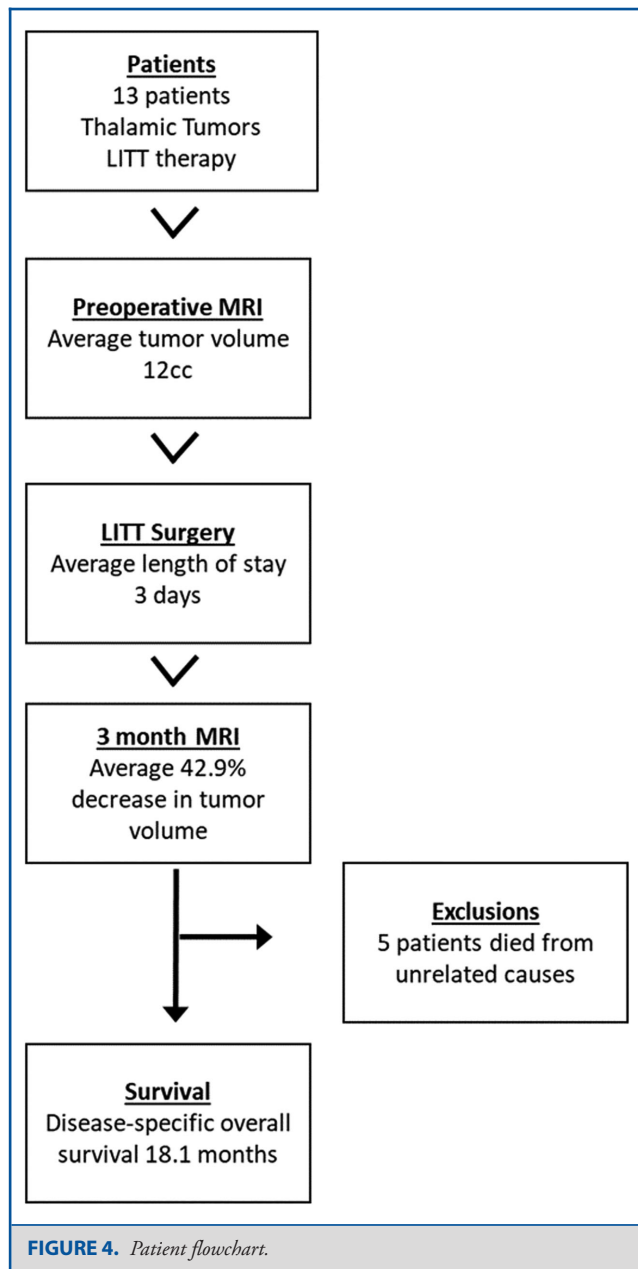 Patients
13 patients
Thalamic Tumors
LITT therapy
Preoperative MRI
Average tumor volume
12cc
LITT Surgery
Average length of stay
3 days
3 month MRI
Average 42.9%
decrease in tumor
volume
Exclusions
5 patients died from
unrelated causes
Survival
Disease-specific overall
survival 18.1 months
FIGURE 4. Patient flowchart.